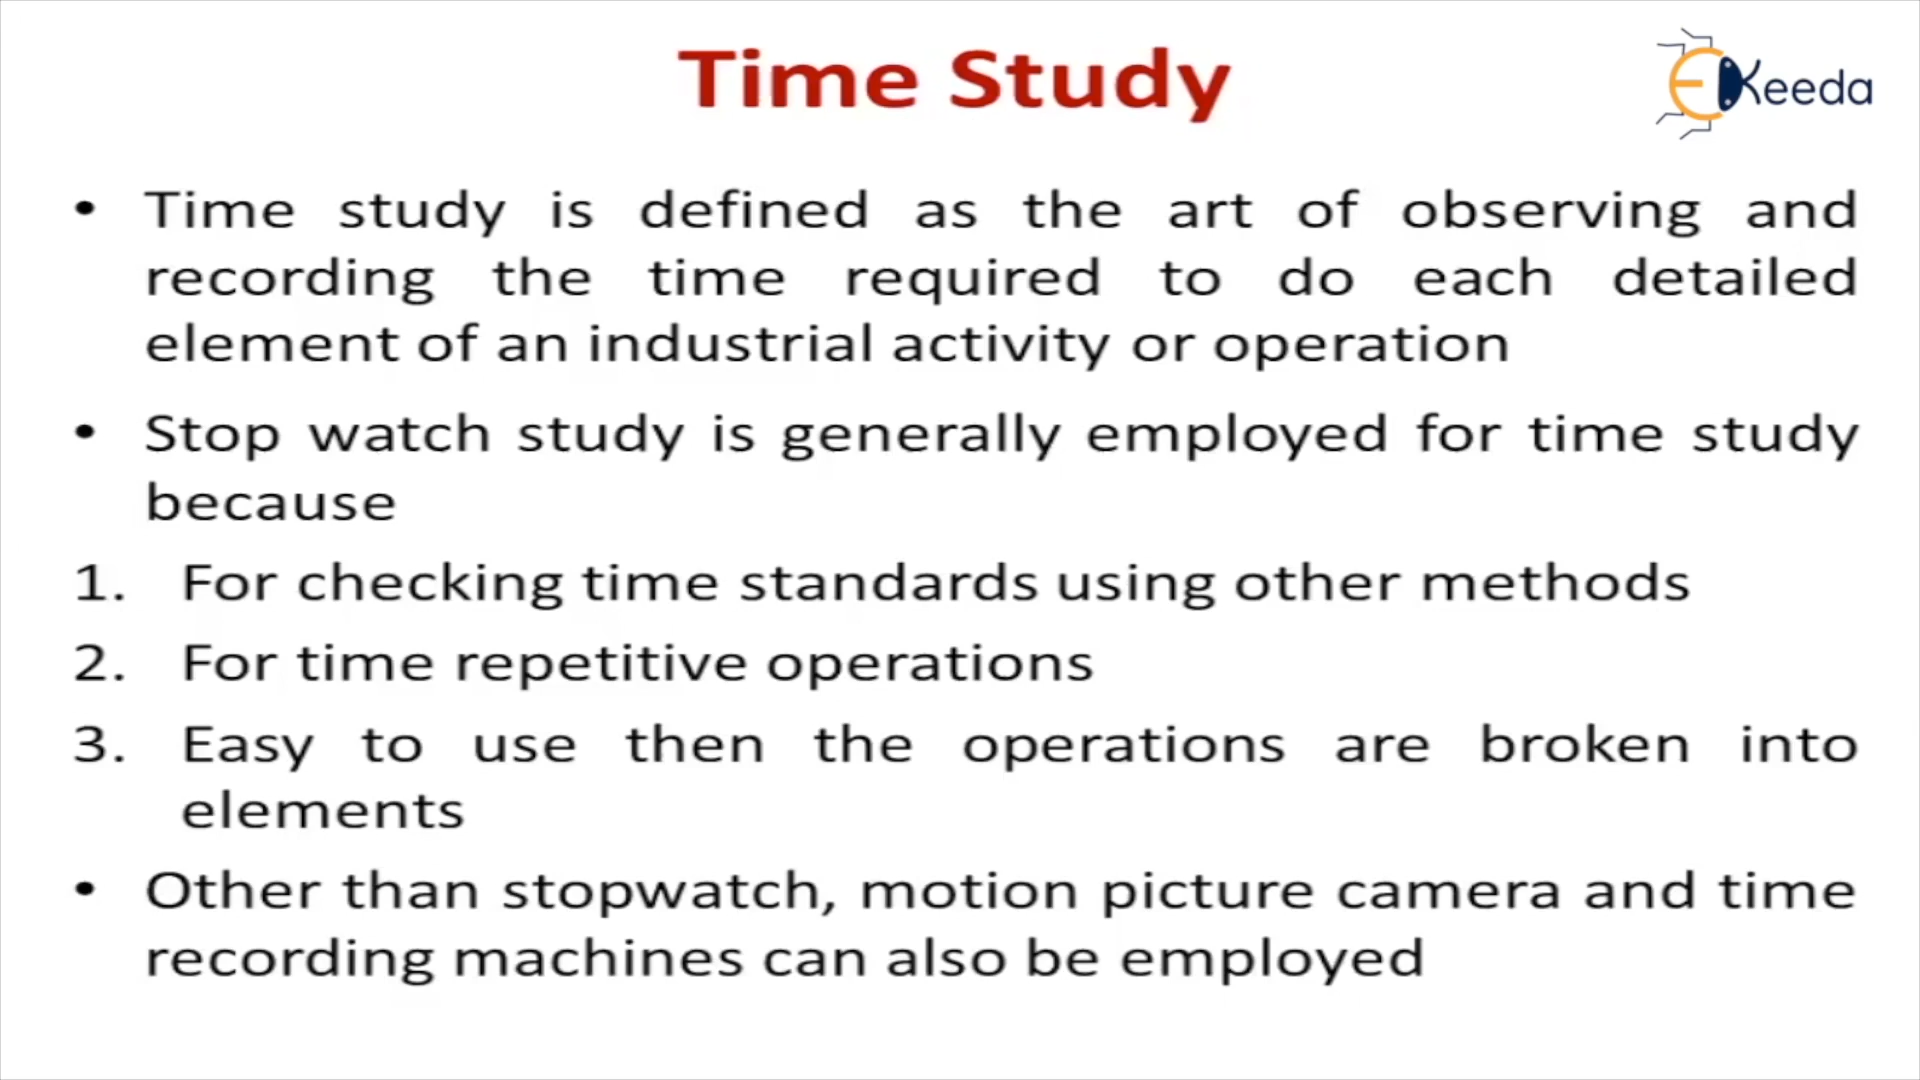 Time Study
EKeeda
• Time study is defined as the art of observing and
recording the time required to do each detailed
element of an industrial activity or operation
• Stop watch study is generally employed for time study
because
1. For checking time standards using other methods
2. For time repetitive operations
3. Easy to use then the operations are broken into
elements
• Other than stopwatch, motion picture camera and time
recording machines can also be employed